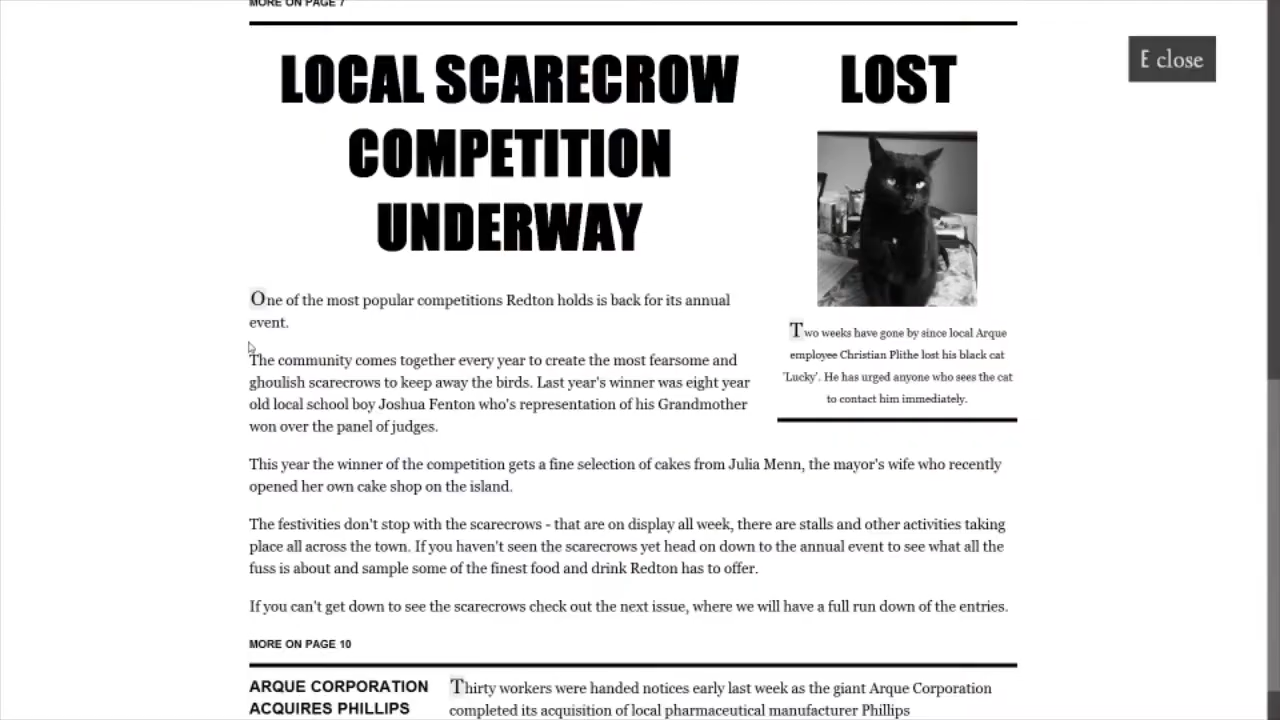 MORE ON PAGE 7
E close
LOCAL SCARECROW
COMPETITION
UNDERWAY
One of the most popular competitions Redton holds is back for its annual
event.
The community comes together every year to create the most fearsome and
ghoulish scarecrows to keep away the birds. Last year's winner was eight year
old local school boy Joshua Fenton who's representation of his Grandmother
won over the panel of judges.
LOST
Two weeks have gone by since local Arque
employee Christian Plithe lost his black cat
'Lucky'. He has urged anyone who sees the cat
to contact him immediately.
This year the winner of the competition gets a fine selection of cakes from Julia Menn, the mayor's wife who recently
opened her own cake shop on the island.
The festivities don't stop with the scarecrows - that are on display all week, there are stalls and other activities taking
place all across the town. If you haven't seen the scarecrows yet head on down to the annual event to see what all the
fuss is about and sample some of the finest food and drink Redton has to offer.
If you can't get down to see the scarecrows check out the next issue, where we will have a full run down of the entries.
MORE ON PAGE 10
ARQUE CORPORATION
ACQUIRES PHILLIPS
Thirty workers were handed notices early last week as the giant Arque Corporation
completed its acquisition of local pharmaceutical manufacturer Phillips